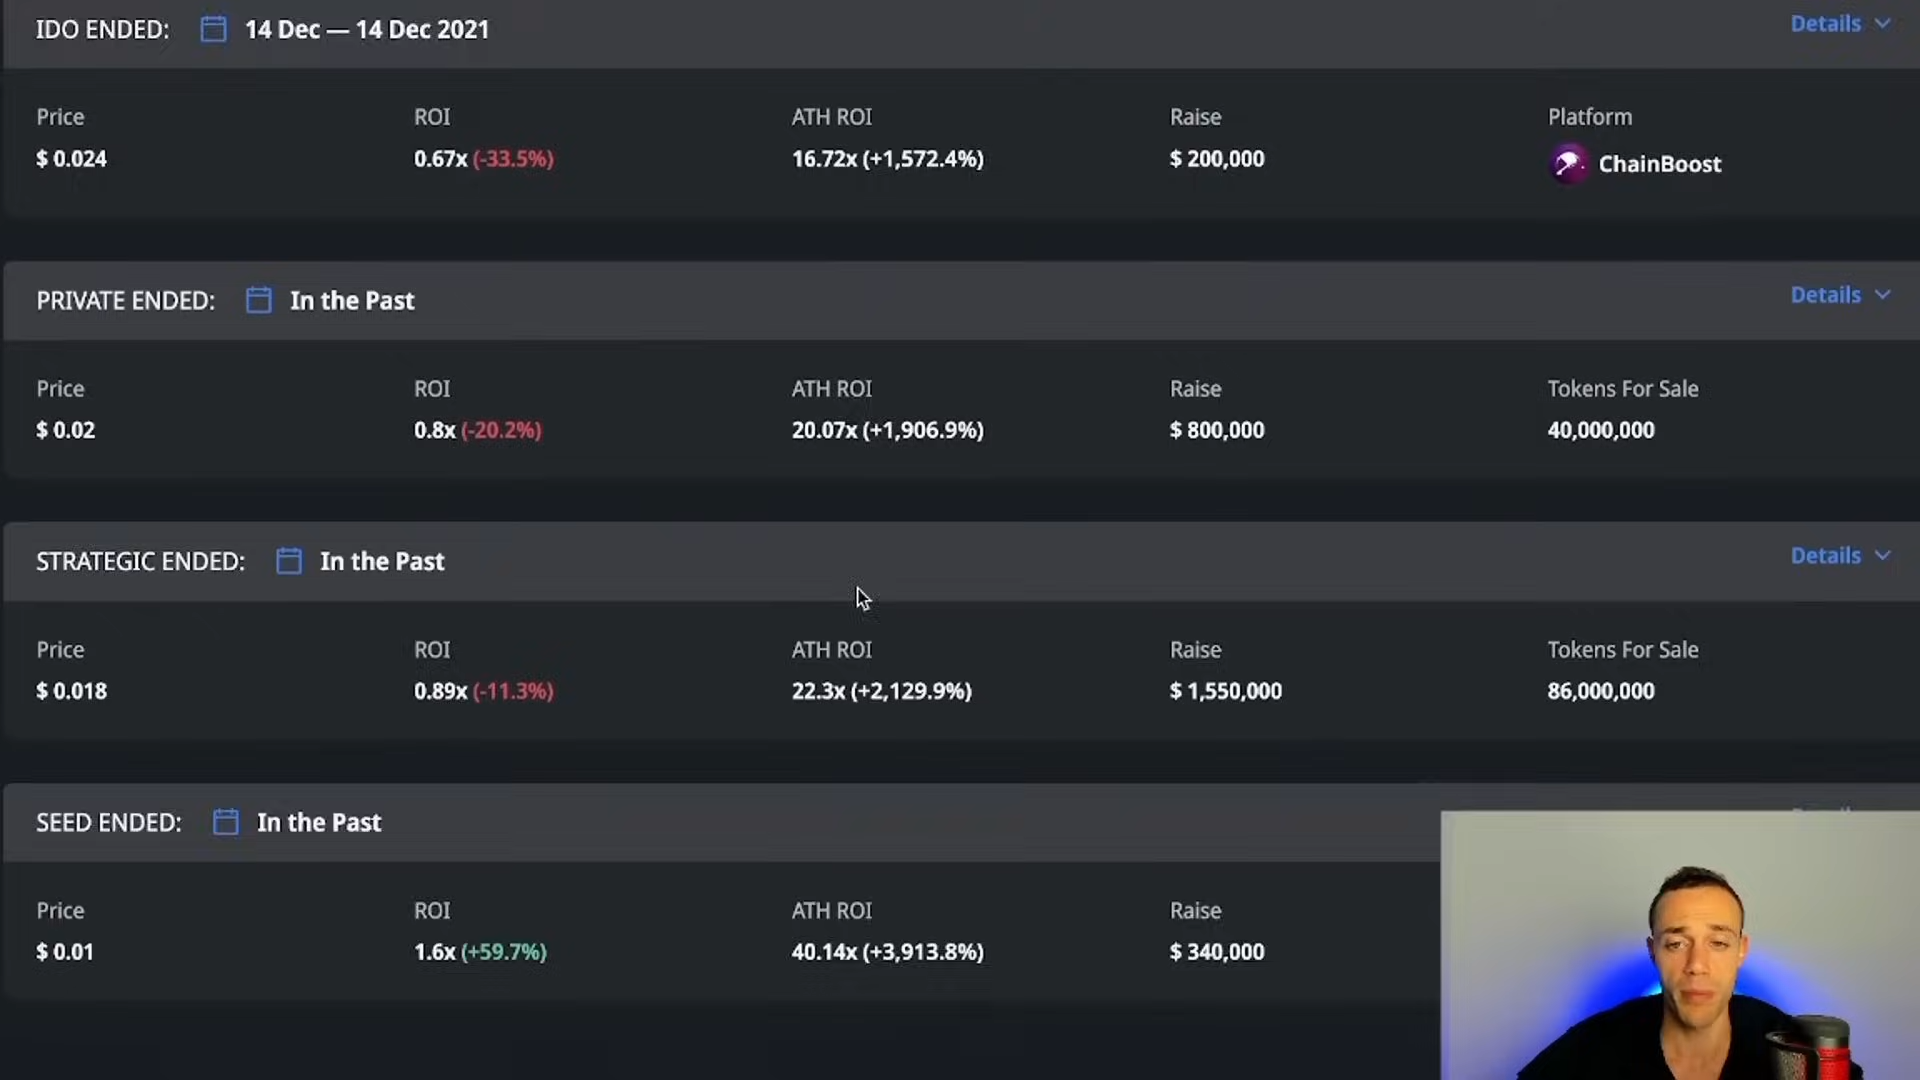 IDO ENDED: 14 Dec — 14 Dec 2021 Details
Price ROI ATH ROI Raise Platform
$ 0.024 0.67x (-33.5%) 16.72x (+1,572.4%) $ 200,000 ChainBoost
PRIVATE ENDED: In the Past Details
Price ROI ATH ROI Raise Tokens For Sale
$ 0.02 0.8x (-20.2%) 20.07x (+1,906.9%) $ 800,000 40,000,000
STRATEGIC ENDED: In the Past Details
Price ROI ATH ROI Raise Tokens For Sale
$ 0.018 0.89x (-11.3%) 22.3x (+2,129.9%) $ 1,550,000 86,000,000
SEED ENDED: In the Past
Price ROI ATH ROI Raise
$ 0.01 1.6x (+59.7%) 40.14x (+3,913.8%) $ 340,000